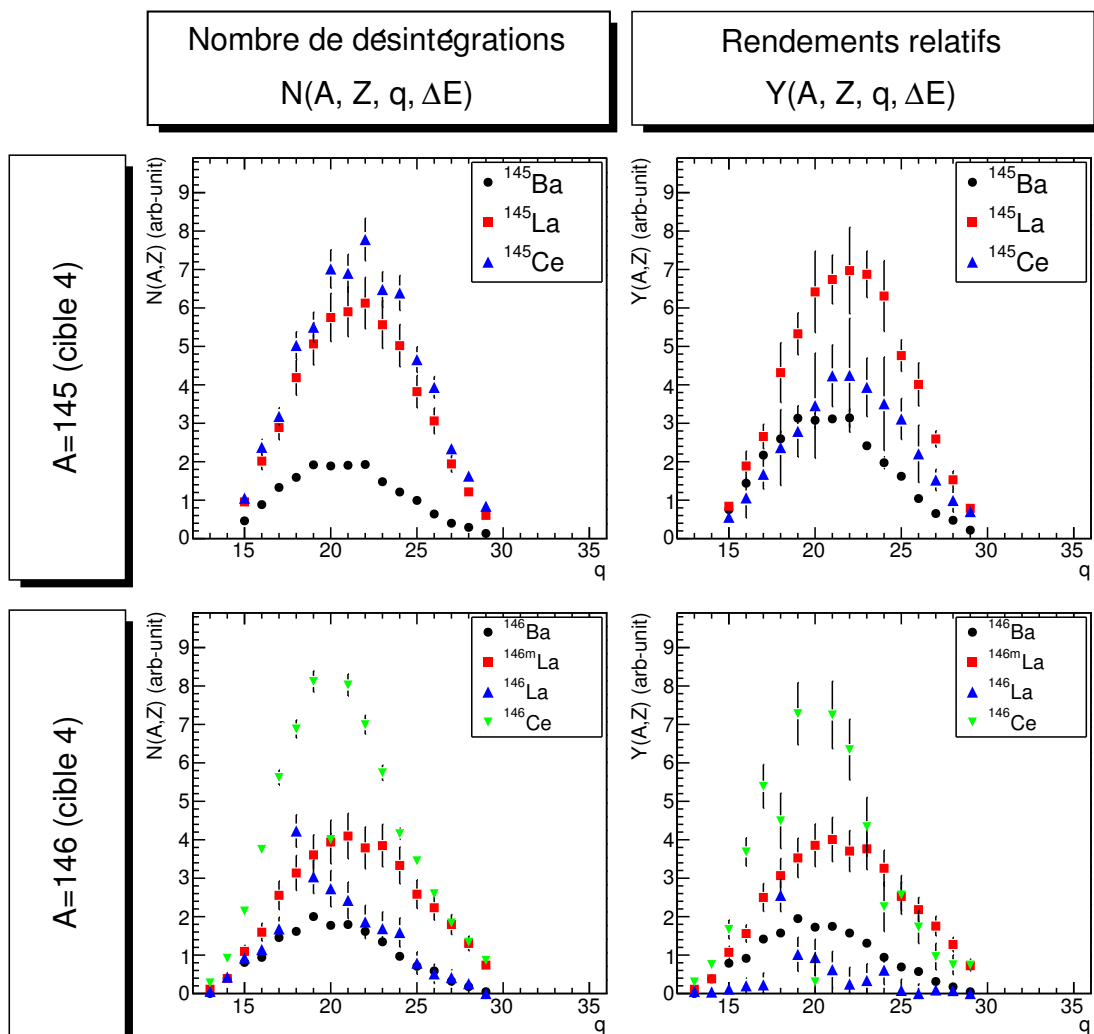 Nombre de désintégrations
N(A, Z, q, ΔE)
Rendements relatifs
Y(A, Z, q, ΔE)
A=145 (cible 4)
N(A,Z) (arb-unit)
9
8
7
6
5
4
3
2
1
0
15 20 25 30 35
q
145Ba
145La
145Ce
Y(A,Z) (arb-unit)
9
8
7
6
5
4
3
2
1
0
15 20 25 30 35
q
145Ba
145La
145Ce
A=146 (cible 4)
N(A,Z) (arb-unit)
9
8
7
6
5
4
3
2
1
0
15 20 25 30 35
q
146Ba
146mLa
146La
146Ce
Y(A,Z) (arb-unit)
9
8
7
6
5
4
3
2
1
0
15 20 25 30 35
q
146Ba
146mLa
146La
146Ce